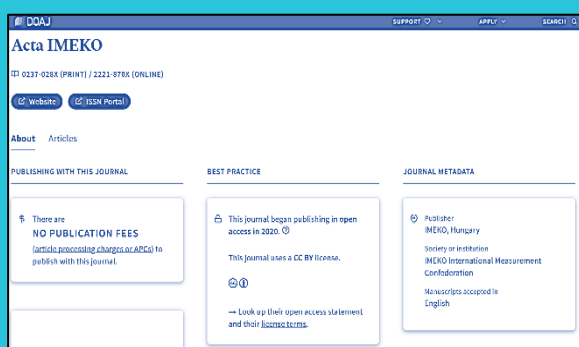 DOAJ
SUPPORT
APPLY
SEARCH
Acta IMEKO
0237-028X (PRINT) / 2221-870X (ONLINE)
Website
ISSN Portal
About
Articles
PUBLISHING WITH THIS JOURNAL
There are
NO PUBLICATION FEES
(article processing charges or APCs) to
publish with this journal.
BEST PRACTICE
This journal began publishing in open
access in 2020.
This journal uses a CC BY license.
→ Look up their open access statement
and their license terms.
JOURNAL METADATA
Publisher
IMEKO, Hungary
Society or institution
IMEKO International Measurement
Confederation
Manuscripts accepted in
English